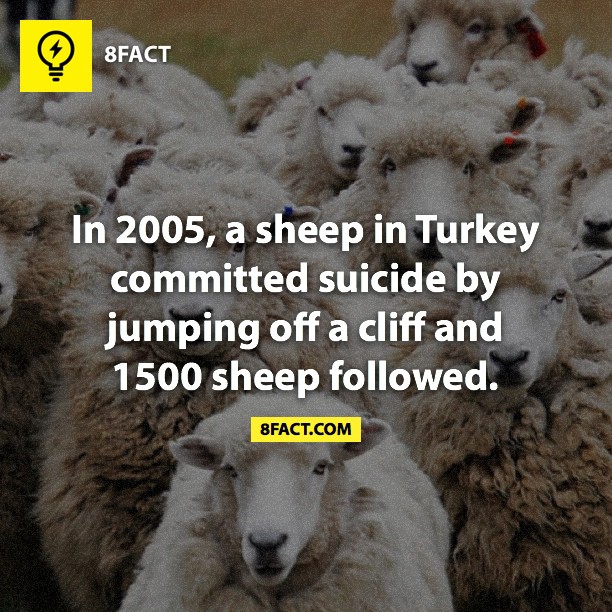 8FACT
In 2005, a sheep in Turkey
committed suicide by
jumping off a cliff and
1500 sheep followed.
8FACT.COM